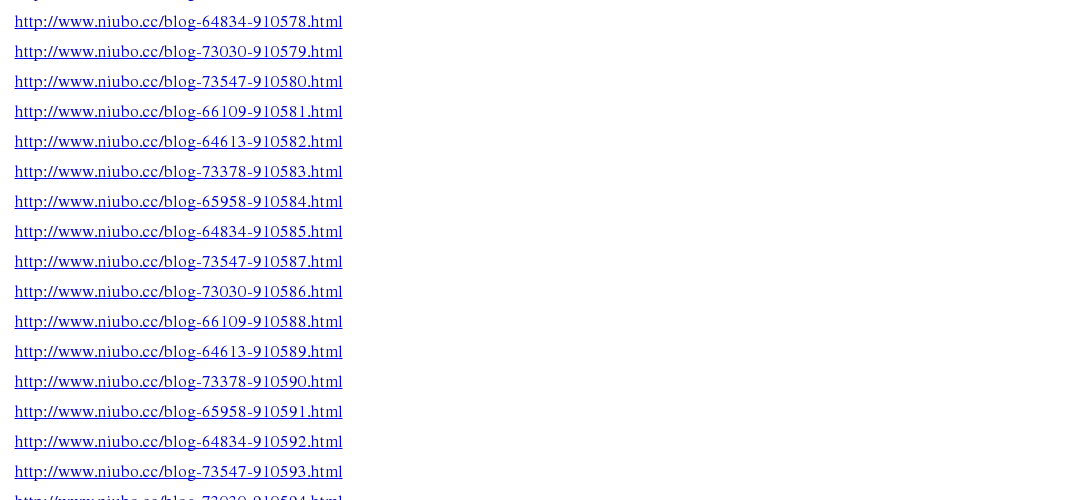 http://www.niubo.cc/blog-64834-910578.html
http://www.niubo.cc/blog-73030-910579.html
http://www.niubo.cc/blog-73547-910580.html
http://www.niubo.cc/blog-66109-910581.html
http://www.niubo.cc/blog-64613-910582.html
http://www.niubo.cc/blog-73378-910583.html
http://www.niubo.cc/blog-65958-910584.html
http://www.niubo.cc/blog-64834-910585.html
http://www.niubo.cc/blog-73547-910587.html
http://www.niubo.cc/blog-73030-910586.html
http://www.niubo.cc/blog-66109-910588.html
http://www.niubo.cc/blog-64613-910589.html
http://www.niubo.cc/blog-73378-910590.html
http://www.niubo.cc/blog-65958-910591.html
http://www.niubo.cc/blog-64834-910592.html
http://www.niubo.cc/blog-73547-910593.html